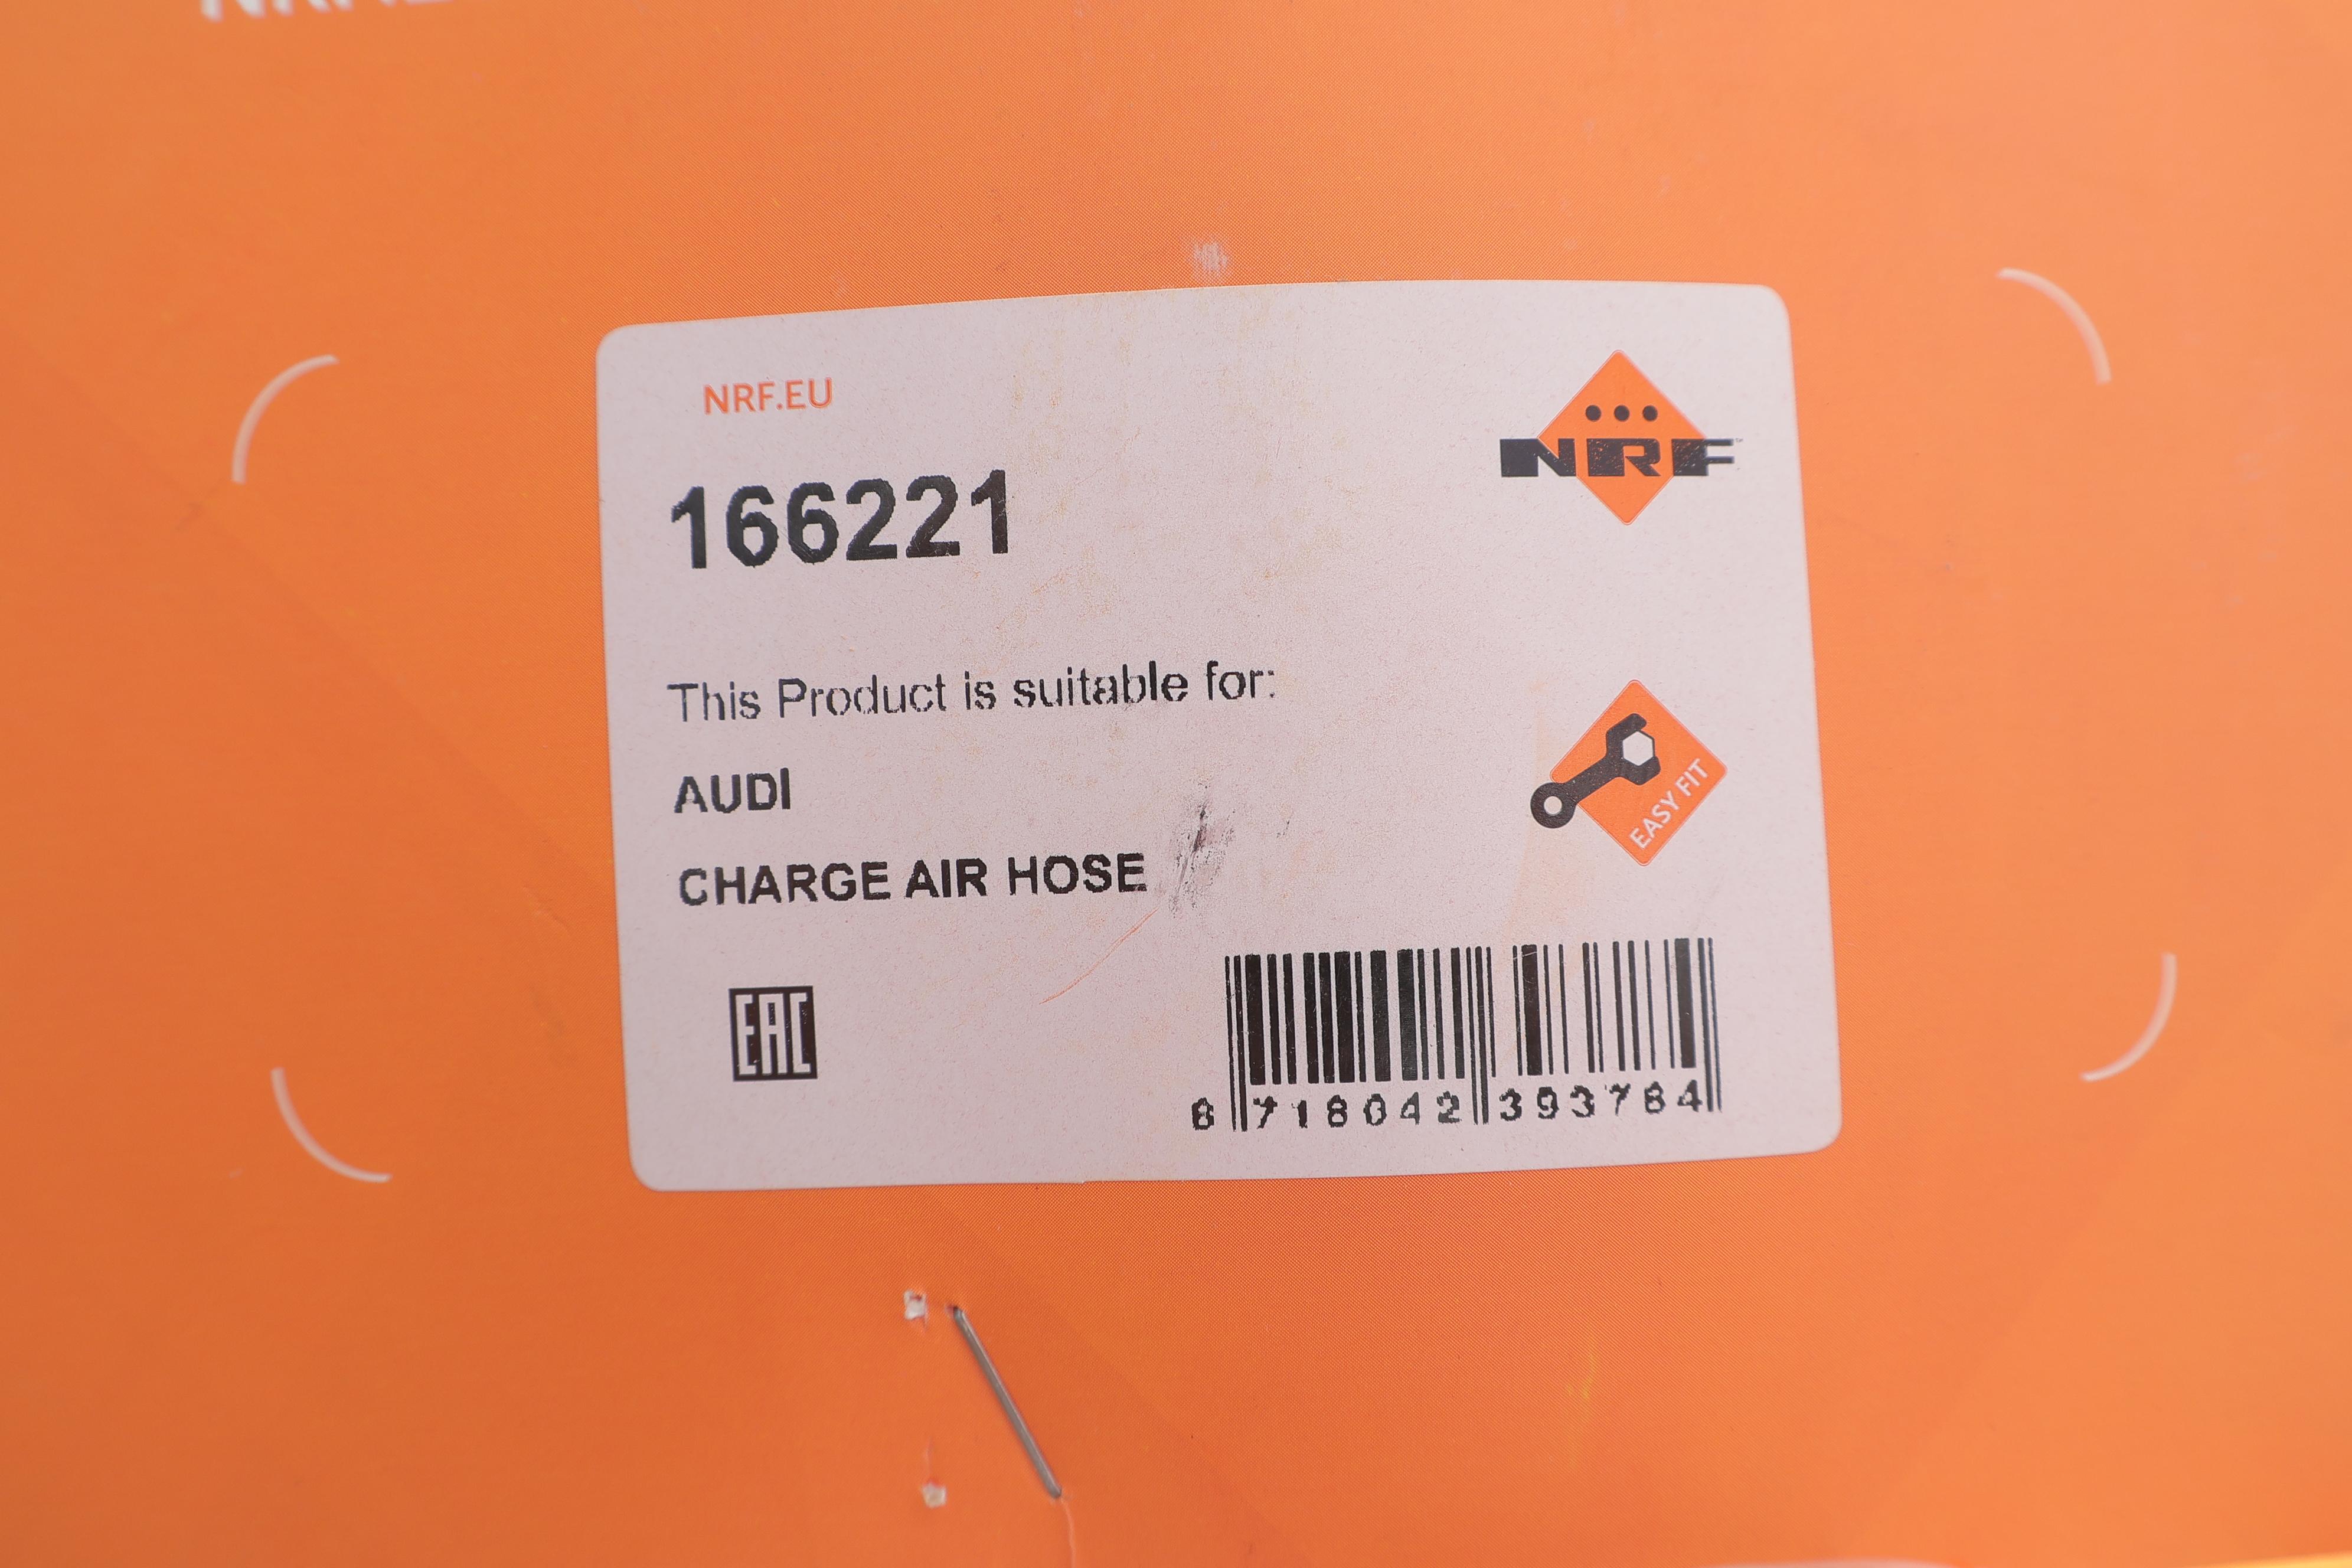 NRF.EU
NRF
166221
This Product is suitable for:
AUDI
EASY FIT
CHARGE AIR HOSE
EAC
8 718042 393784